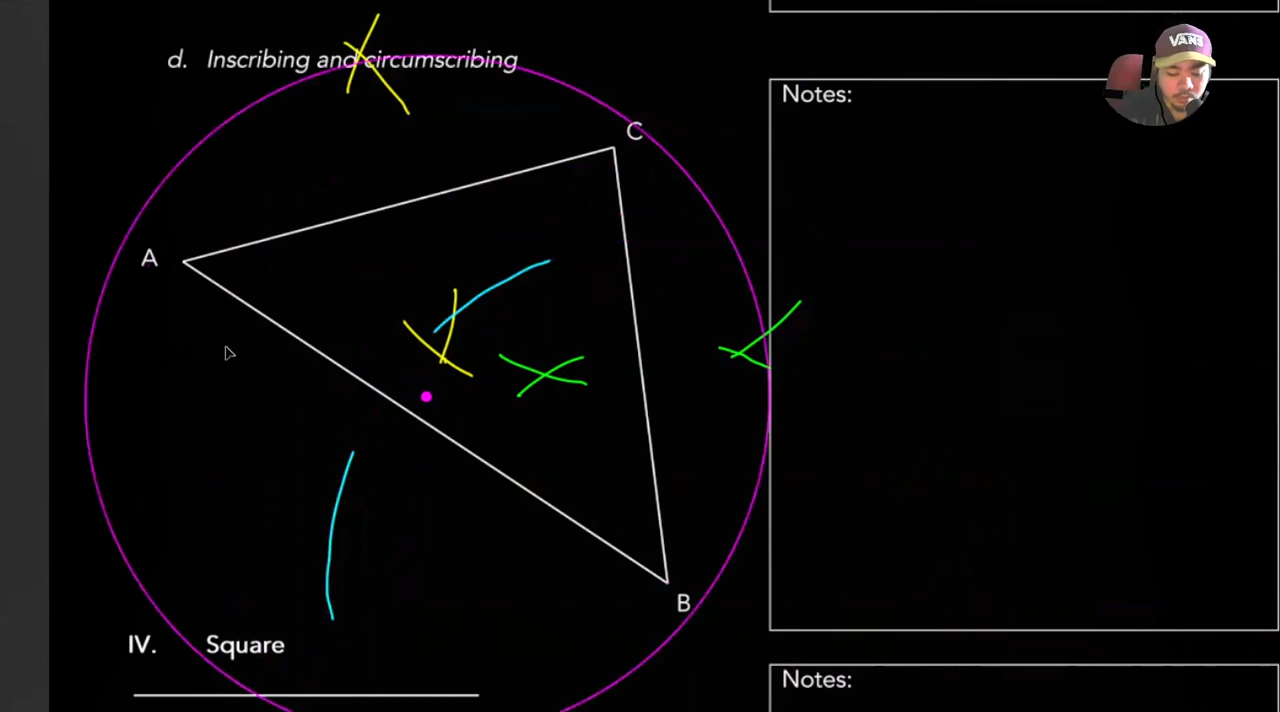 d. Inscribing and circumscribing
Notes:
VANS
C
A
B
IV. Square
Notes: